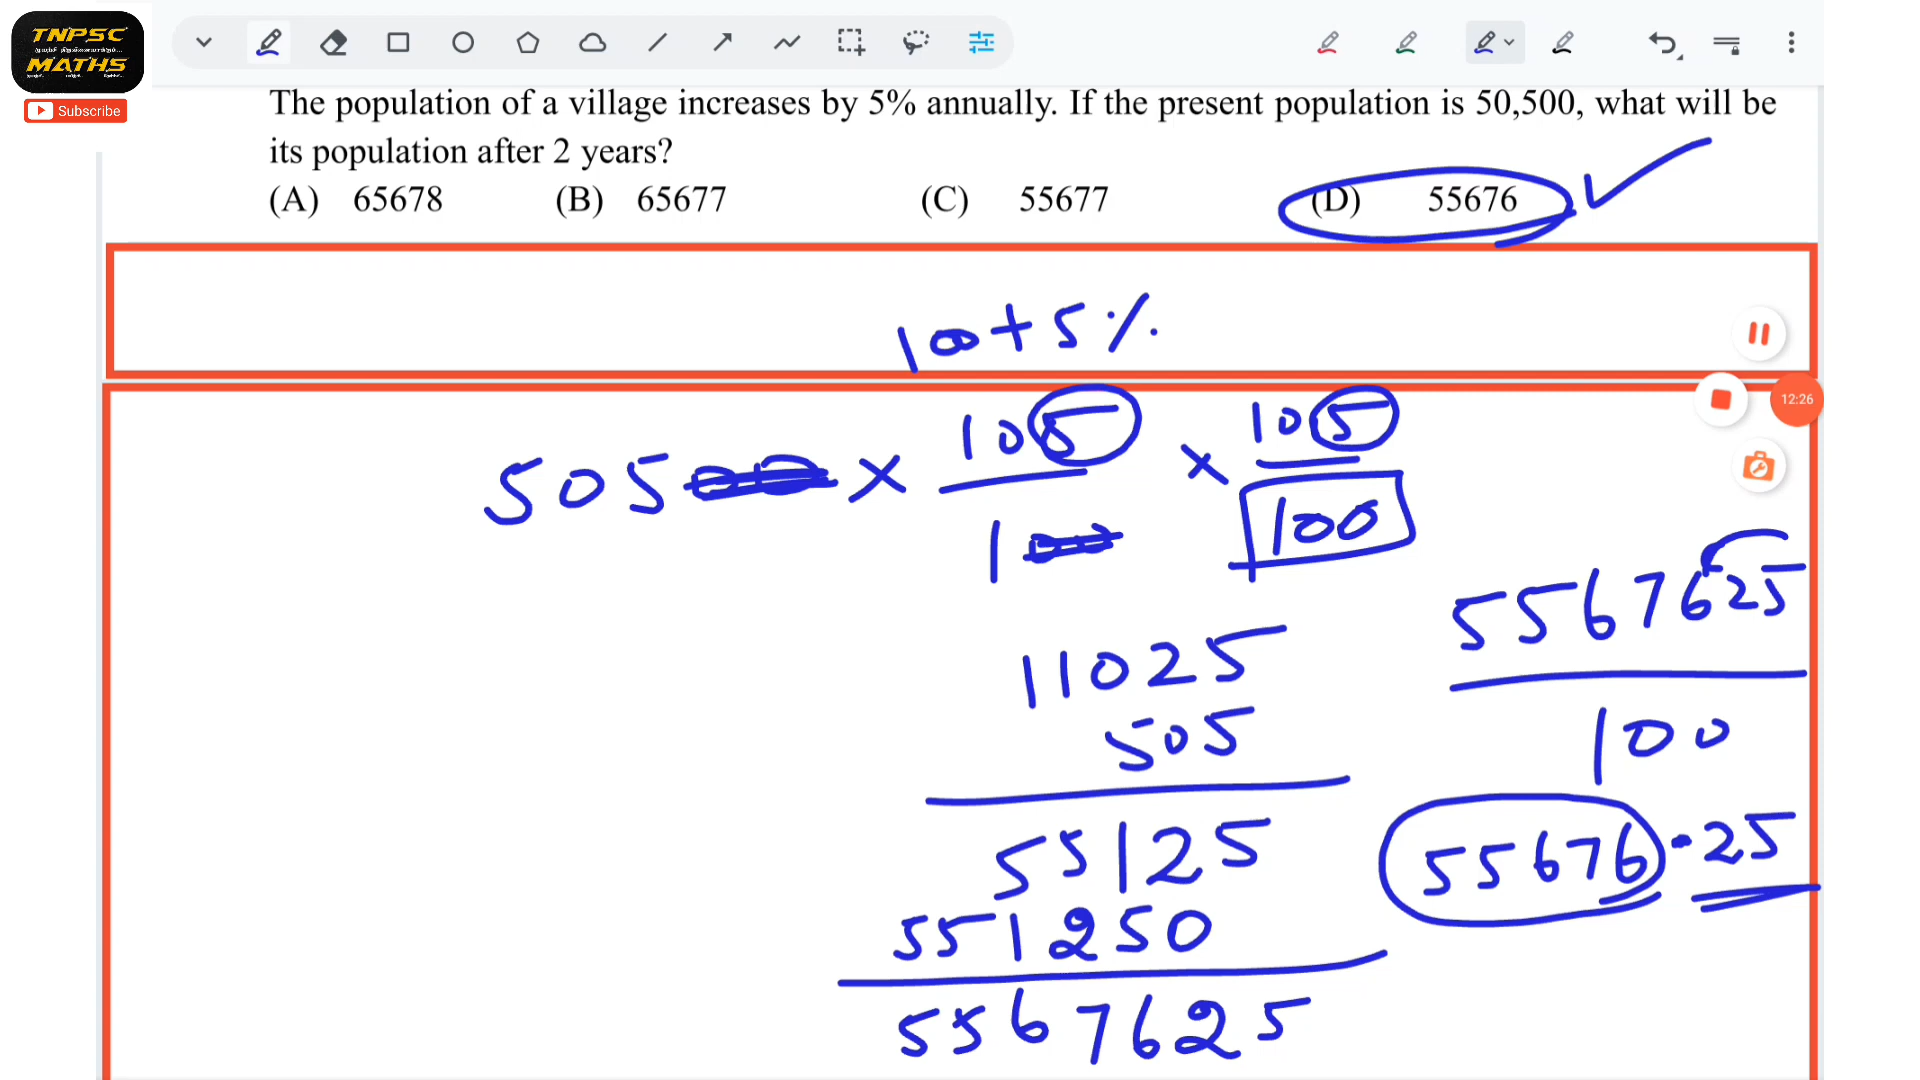 TNPSC
MATHS
Subscribe
The population of a village increases by 5% annually. If the present population is 50,500, what will be
its population after 2 years?
(A) 65678 (B) 65677 (C) 55677 (D) 55676
100+5%
505 × 105 × 105
1 100
12:26
5567625
11025
505
100
55125
55676.25
551250
5567625